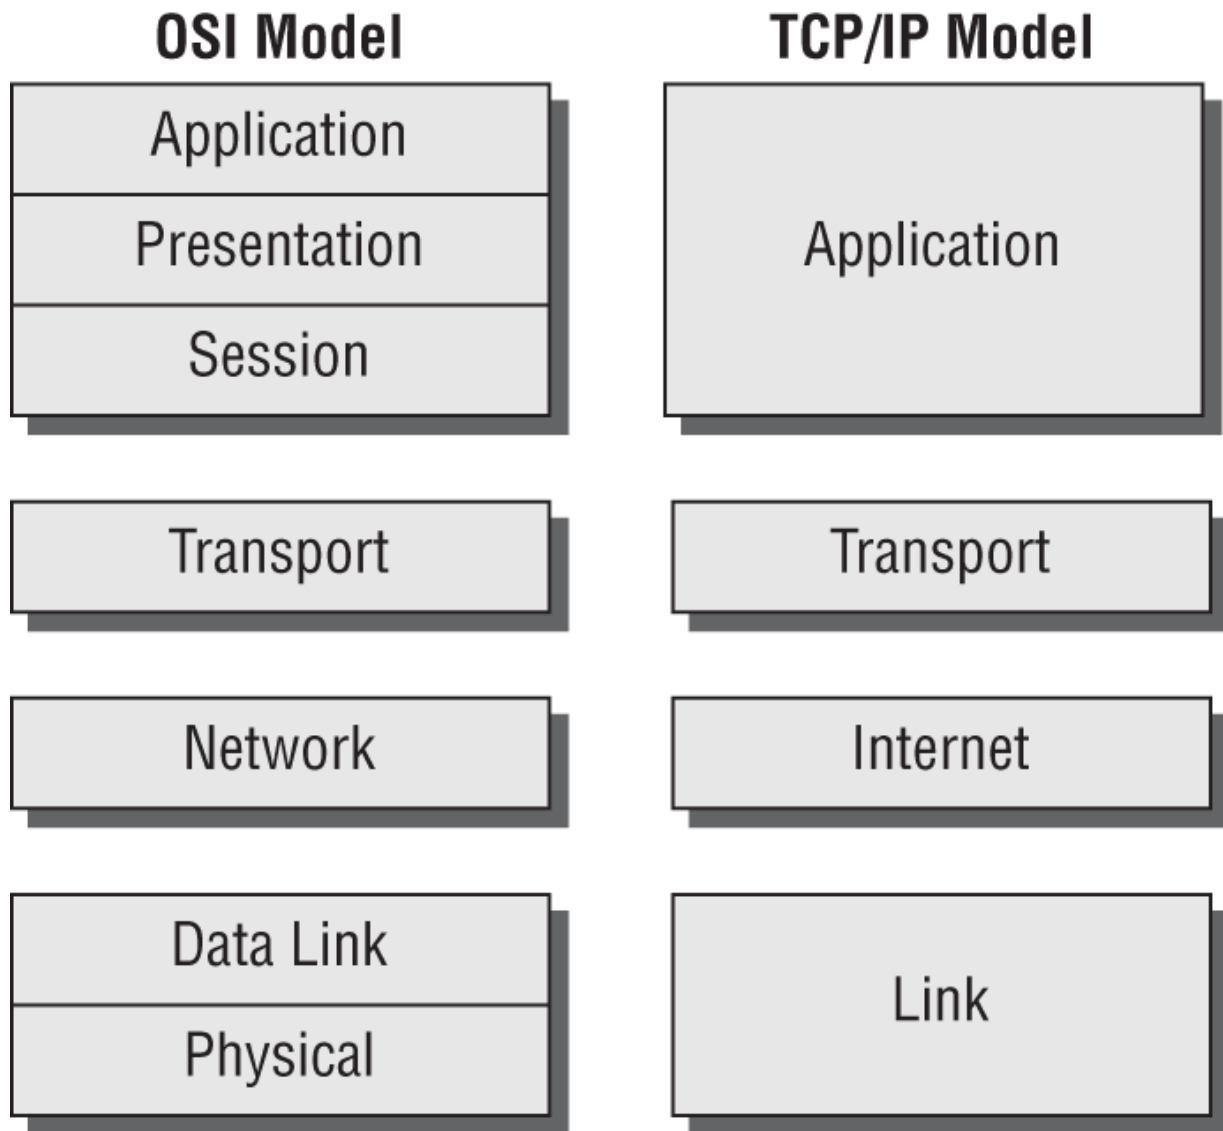 OSI Model
Application
Presentation
Session
Transport
Network
Data Link
Physical
TCP/IP Model
Application
Transport
Internet
Link